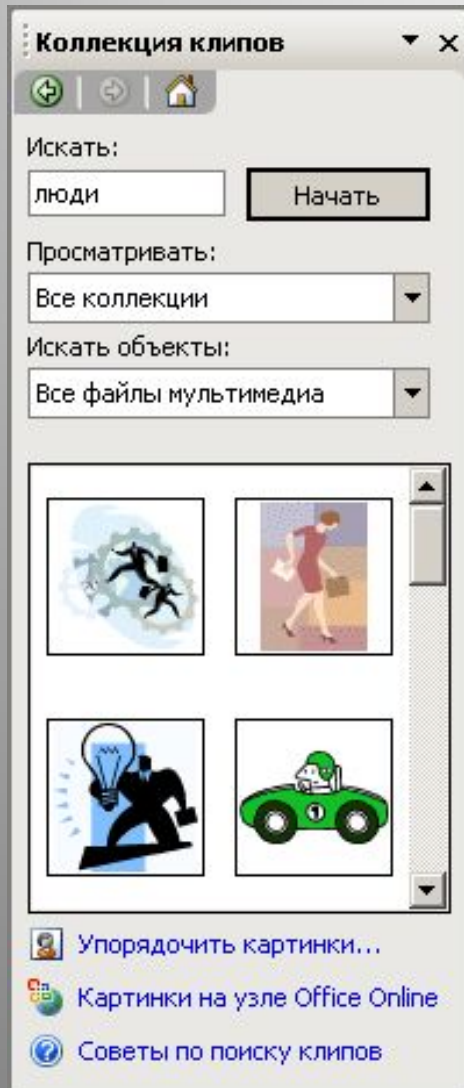 Коллекция клипов
Искать:
люди
Начать
Просматривать:
Все коллекции
Искать объекты:
Все файлы мультимедиа
1
Упорядочить картинки...
Картинки на узле Office Online
Советы по поиску клипов